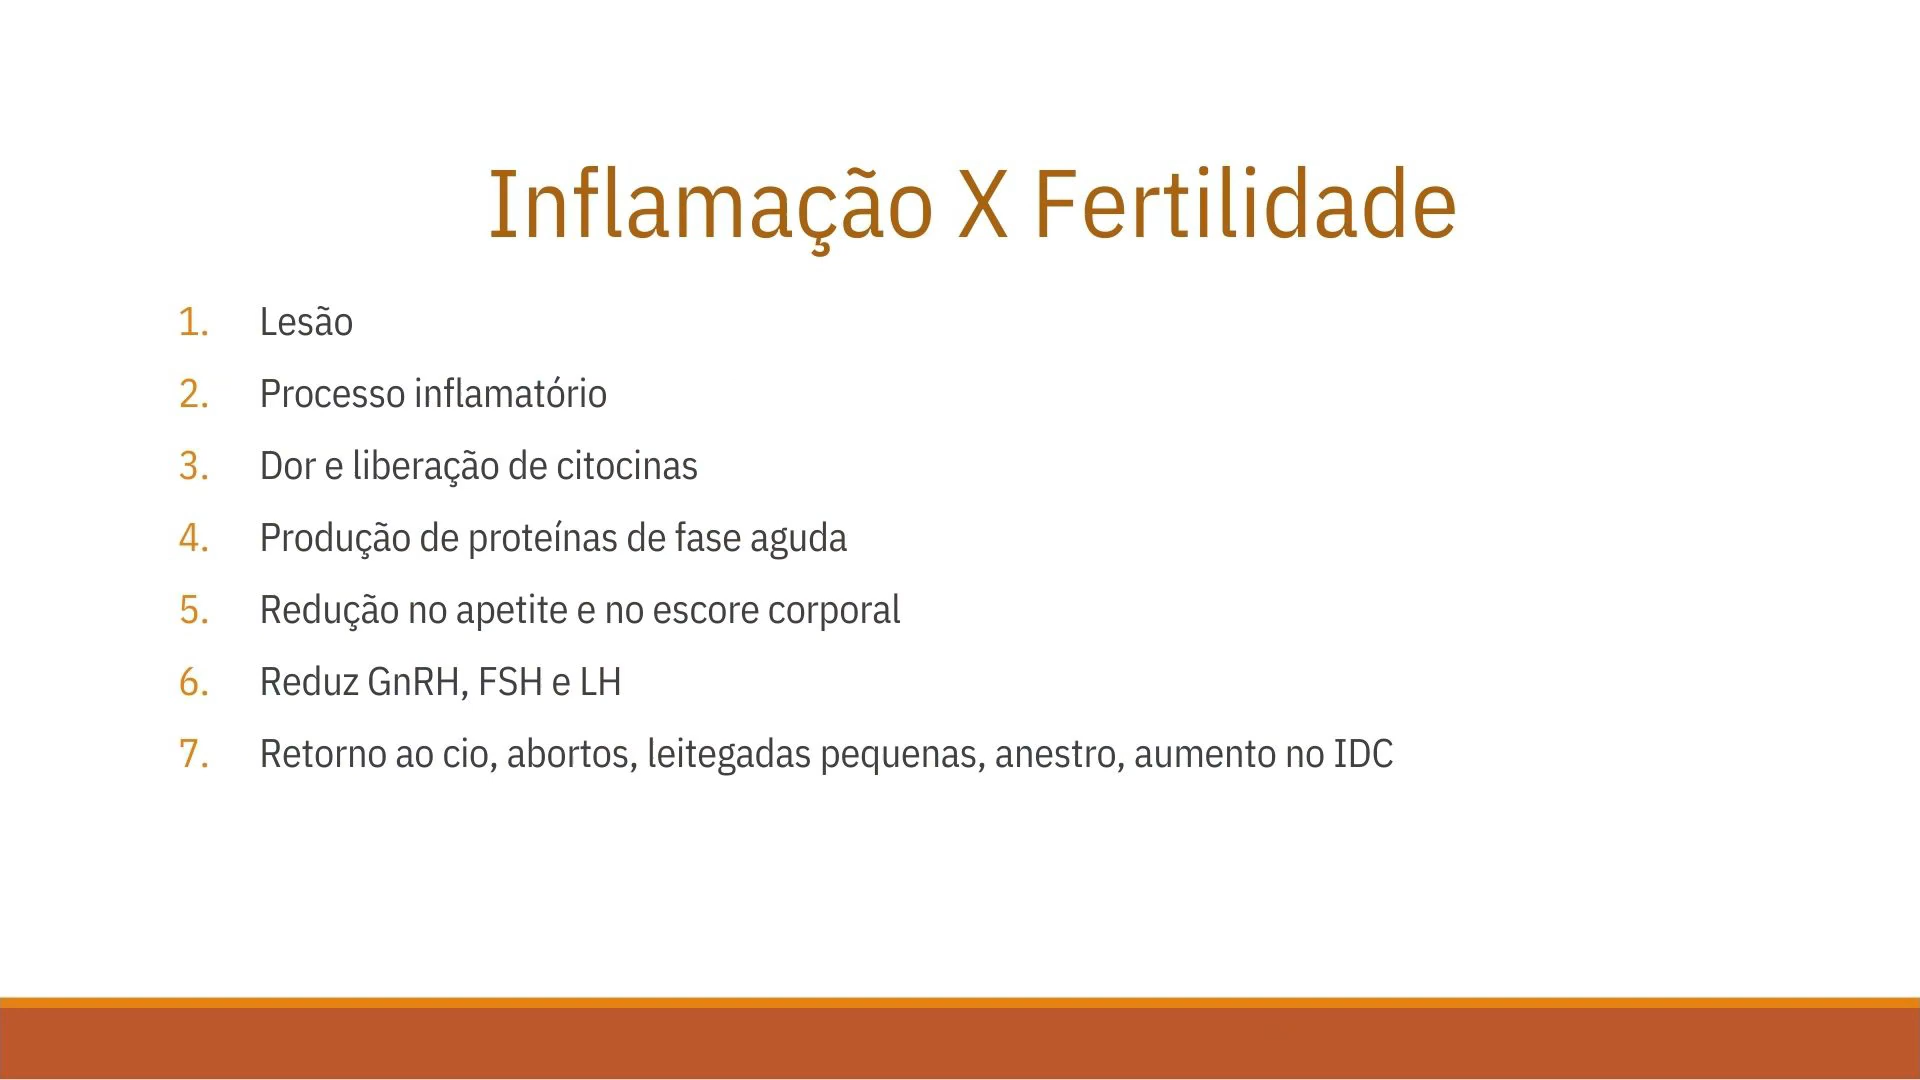 Inflamação X Fertilidade
1. Lesão
2. Processo inflamatório
3. Dor e liberação de citocinas
4. Produção de proteínas de fase aguda
5. Redução no apetite e no escore corporal
6. Reduz GnRH, FSH e LH
7. Retorno ao cio, abortos, leitegadas pequenas, anestro, aumento no IDC